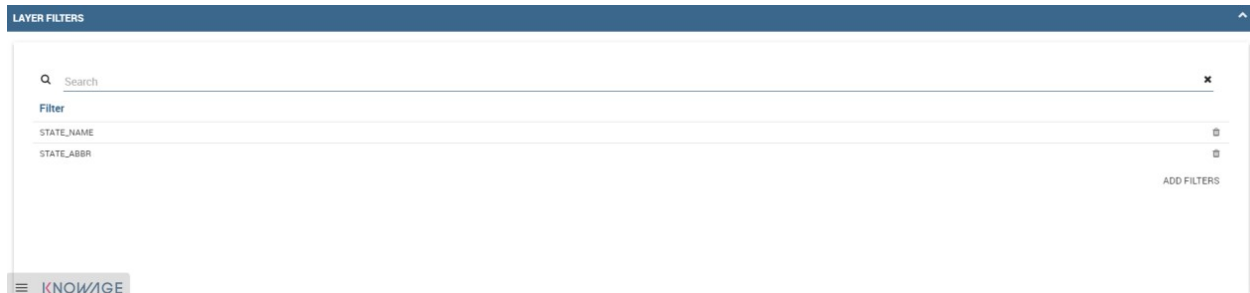 LAYER FILTERS
Search
Filter
STATE_NAME
STATE_ABBR
ADD FILTERS
KNOWAGE